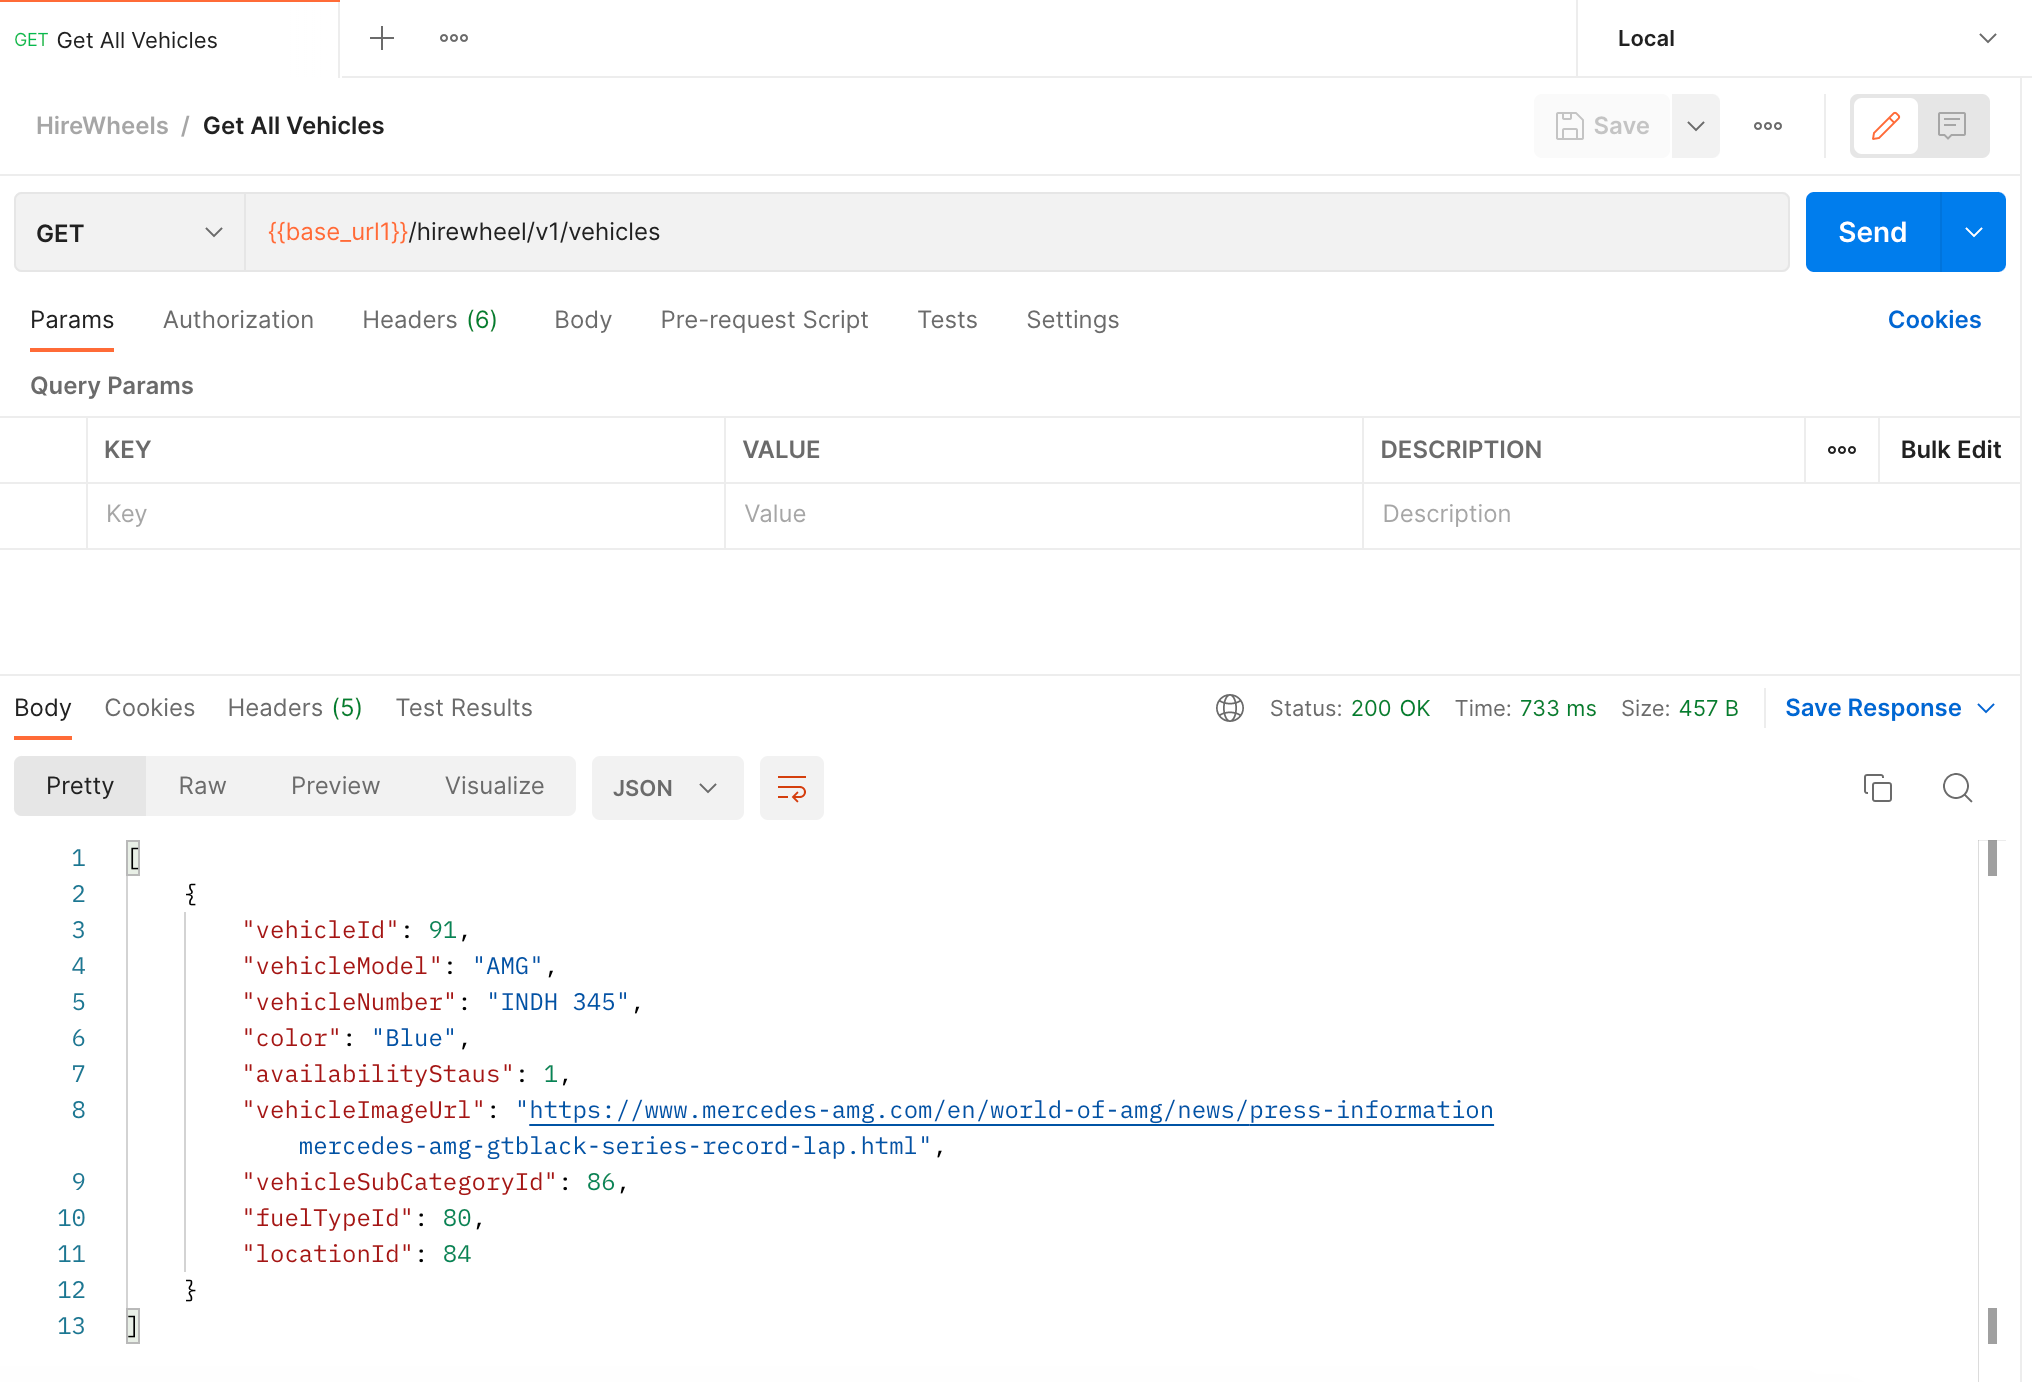 GET Get All Vehicles
Local
HireWheels / Get All Vehicles
Save
GET
{{base_url1}}/hirewheel/v1/vehicles
Send
Params Authorization Headers (6) Body Pre-request Script Tests Settings Cookies
Query Params
KEY VALUE DESCRIPTION Bulk Edit
Key Value Description
Body Cookies Headers (5) Test Results Status: 200 OK Time: 733 ms Size: 457 B Save Response
Pretty Raw Preview Visualize JSON
1 [
2 {
3 "vehicleId": 91,
4 "vehicleModel": "AMG",
5 "vehicleNumber": "INDH 345",
6 "color": "Blue",
7 "availabilityStaus": 1,
8 "vehicleImageUrl": "https://www.mercedes-amg.com/en/world-of-amg/news/press-information
mercedes-amg-gtblack-series-record-lap.html",
9 "vehicleSubCategoryId": 86,
10 "fuelTypeId": 80,
11 "locationId": 84
12 }
13 ]